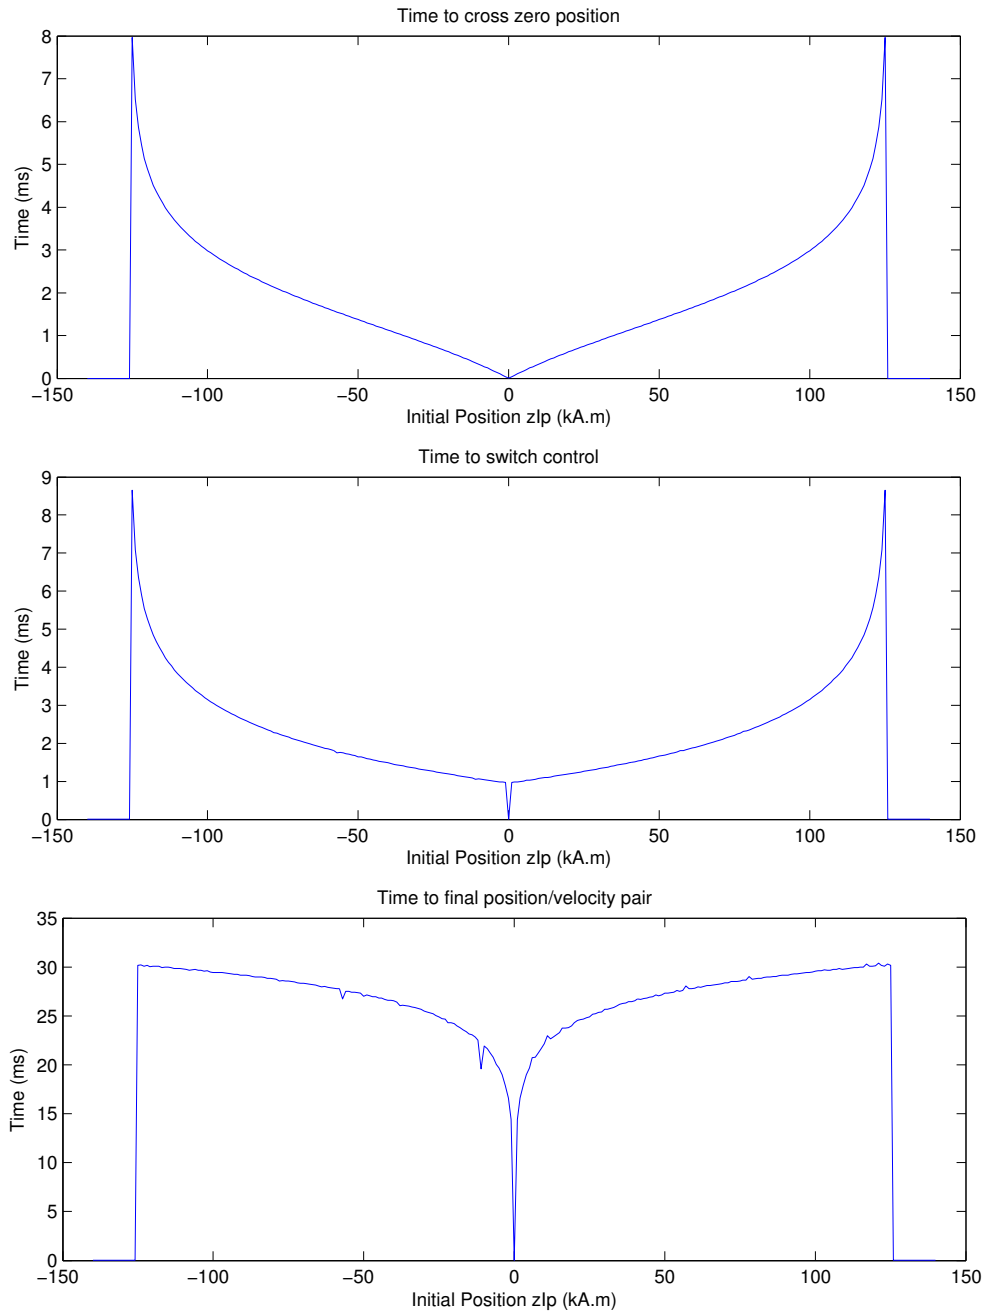 Time to cross zero position
8
7
6
5
4
3
2
1
0
Time (ms)
−150 −100 −50 0 50 100 150
Initial Position zIp (kA.m)
Time to switch control
9
8
7
6
5
4
3
2
1
0
Time (ms)
−150 −100 −50 0 50 100 150
Initial Position zIp (kA.m)
Time to final position/velocity pair
35
30
25
20
15
10
5
0
Time (ms)
−150 −100 −50 0 50 100 150
Initial Position zIp (kA.m)